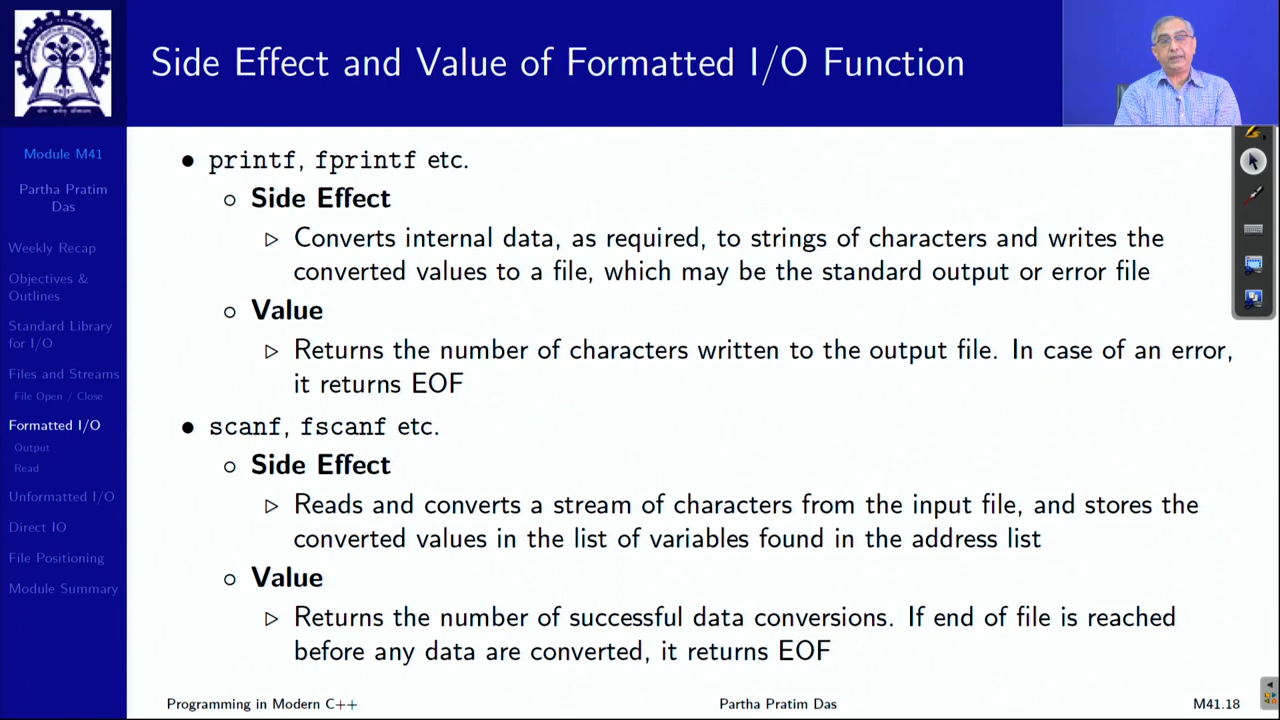 Side Effect and Value of Formatted I/O Function
Module M41
Partha Pratim
Das
Weekly Recap
Objectives &
Outlines
Standard Library
for I/O
Files and Streams
File Open / Close
Formatted I/O
Output
Read
Unformatted I/O
Direct IO
File Positioning
Module Summary
• printf, fprintf etc.
◦ Side Effect
▷ Converts internal data, as required, to strings of characters and writes the
converted values to a file, which may be the standard output or error file
◦ Value
▷ Returns the number of characters written to the output file. In case of an error,
it returns EOF
• scanf, fscanf etc.
◦ Side Effect
▷ Reads and converts a stream of characters from the input file, and stores the
converted values in the list of variables found in the address list
◦ Value
▷ Returns the number of successful data conversions. If end of file is reached
before any data are converted, it returns EOF
Programming in Modern C++
Partha Pratim Das
M41.18